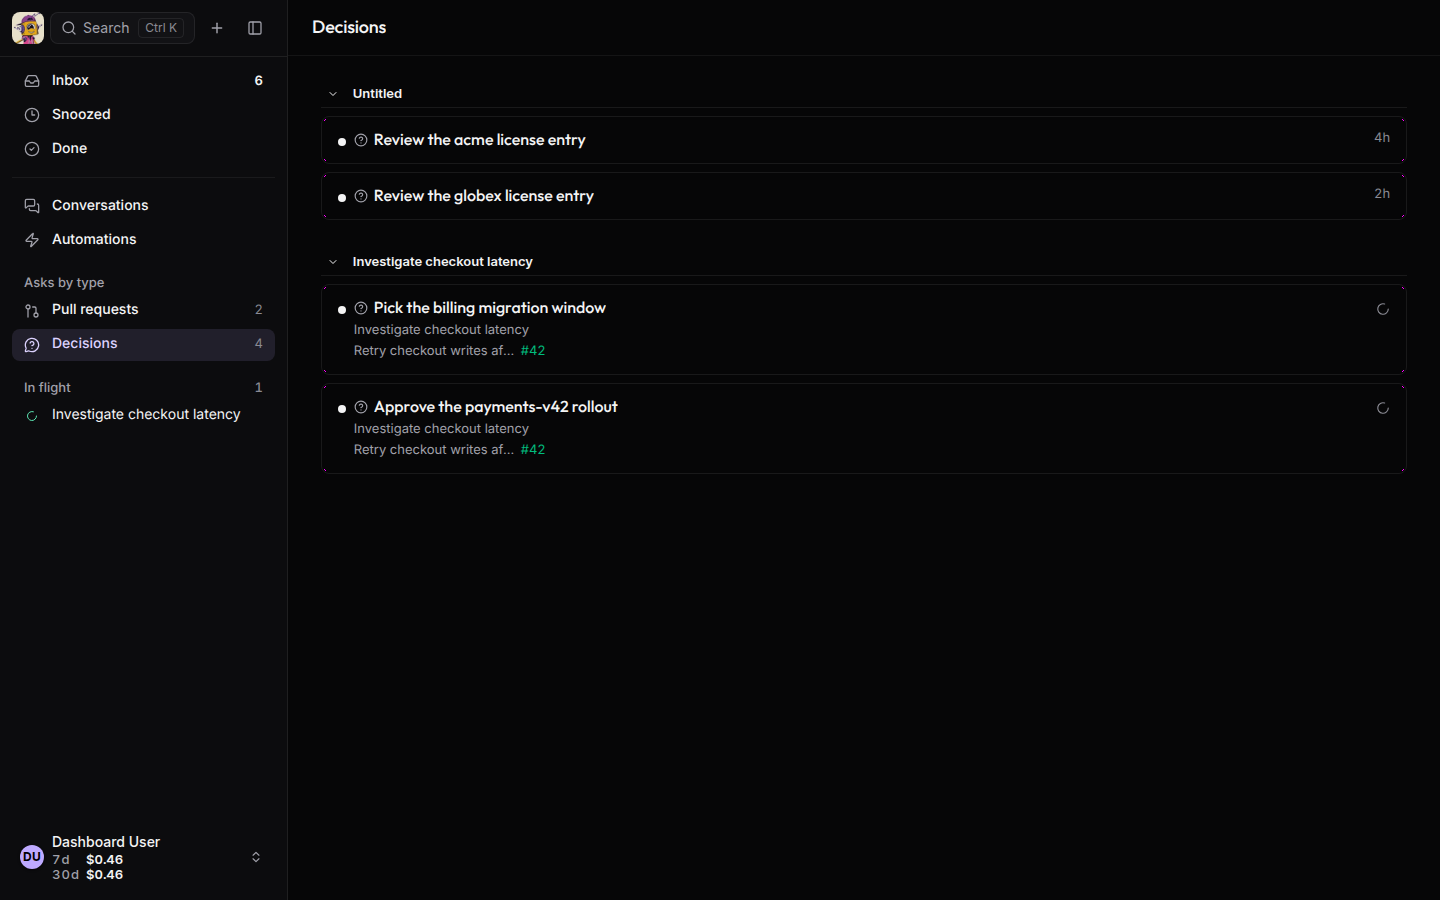 Search Ctrl K
Inbox 6
Snoozed
Done
Conversations
Automations
Asks by type
Pull requests 2
Decisions 4
In flight 1
Investigate checkout latency
DU
Dashboard User
7d $0.46
30d $0.46
Decisions
Untitled
Review the acme license entry 4h
Review the globex license entry 2h
Investigate checkout latency
Pick the billing migration window
Investigate checkout latency
Retry checkout writes af... #42
Approve the payments-v42 rollout
Investigate checkout latency
Retry checkout writes af... #42